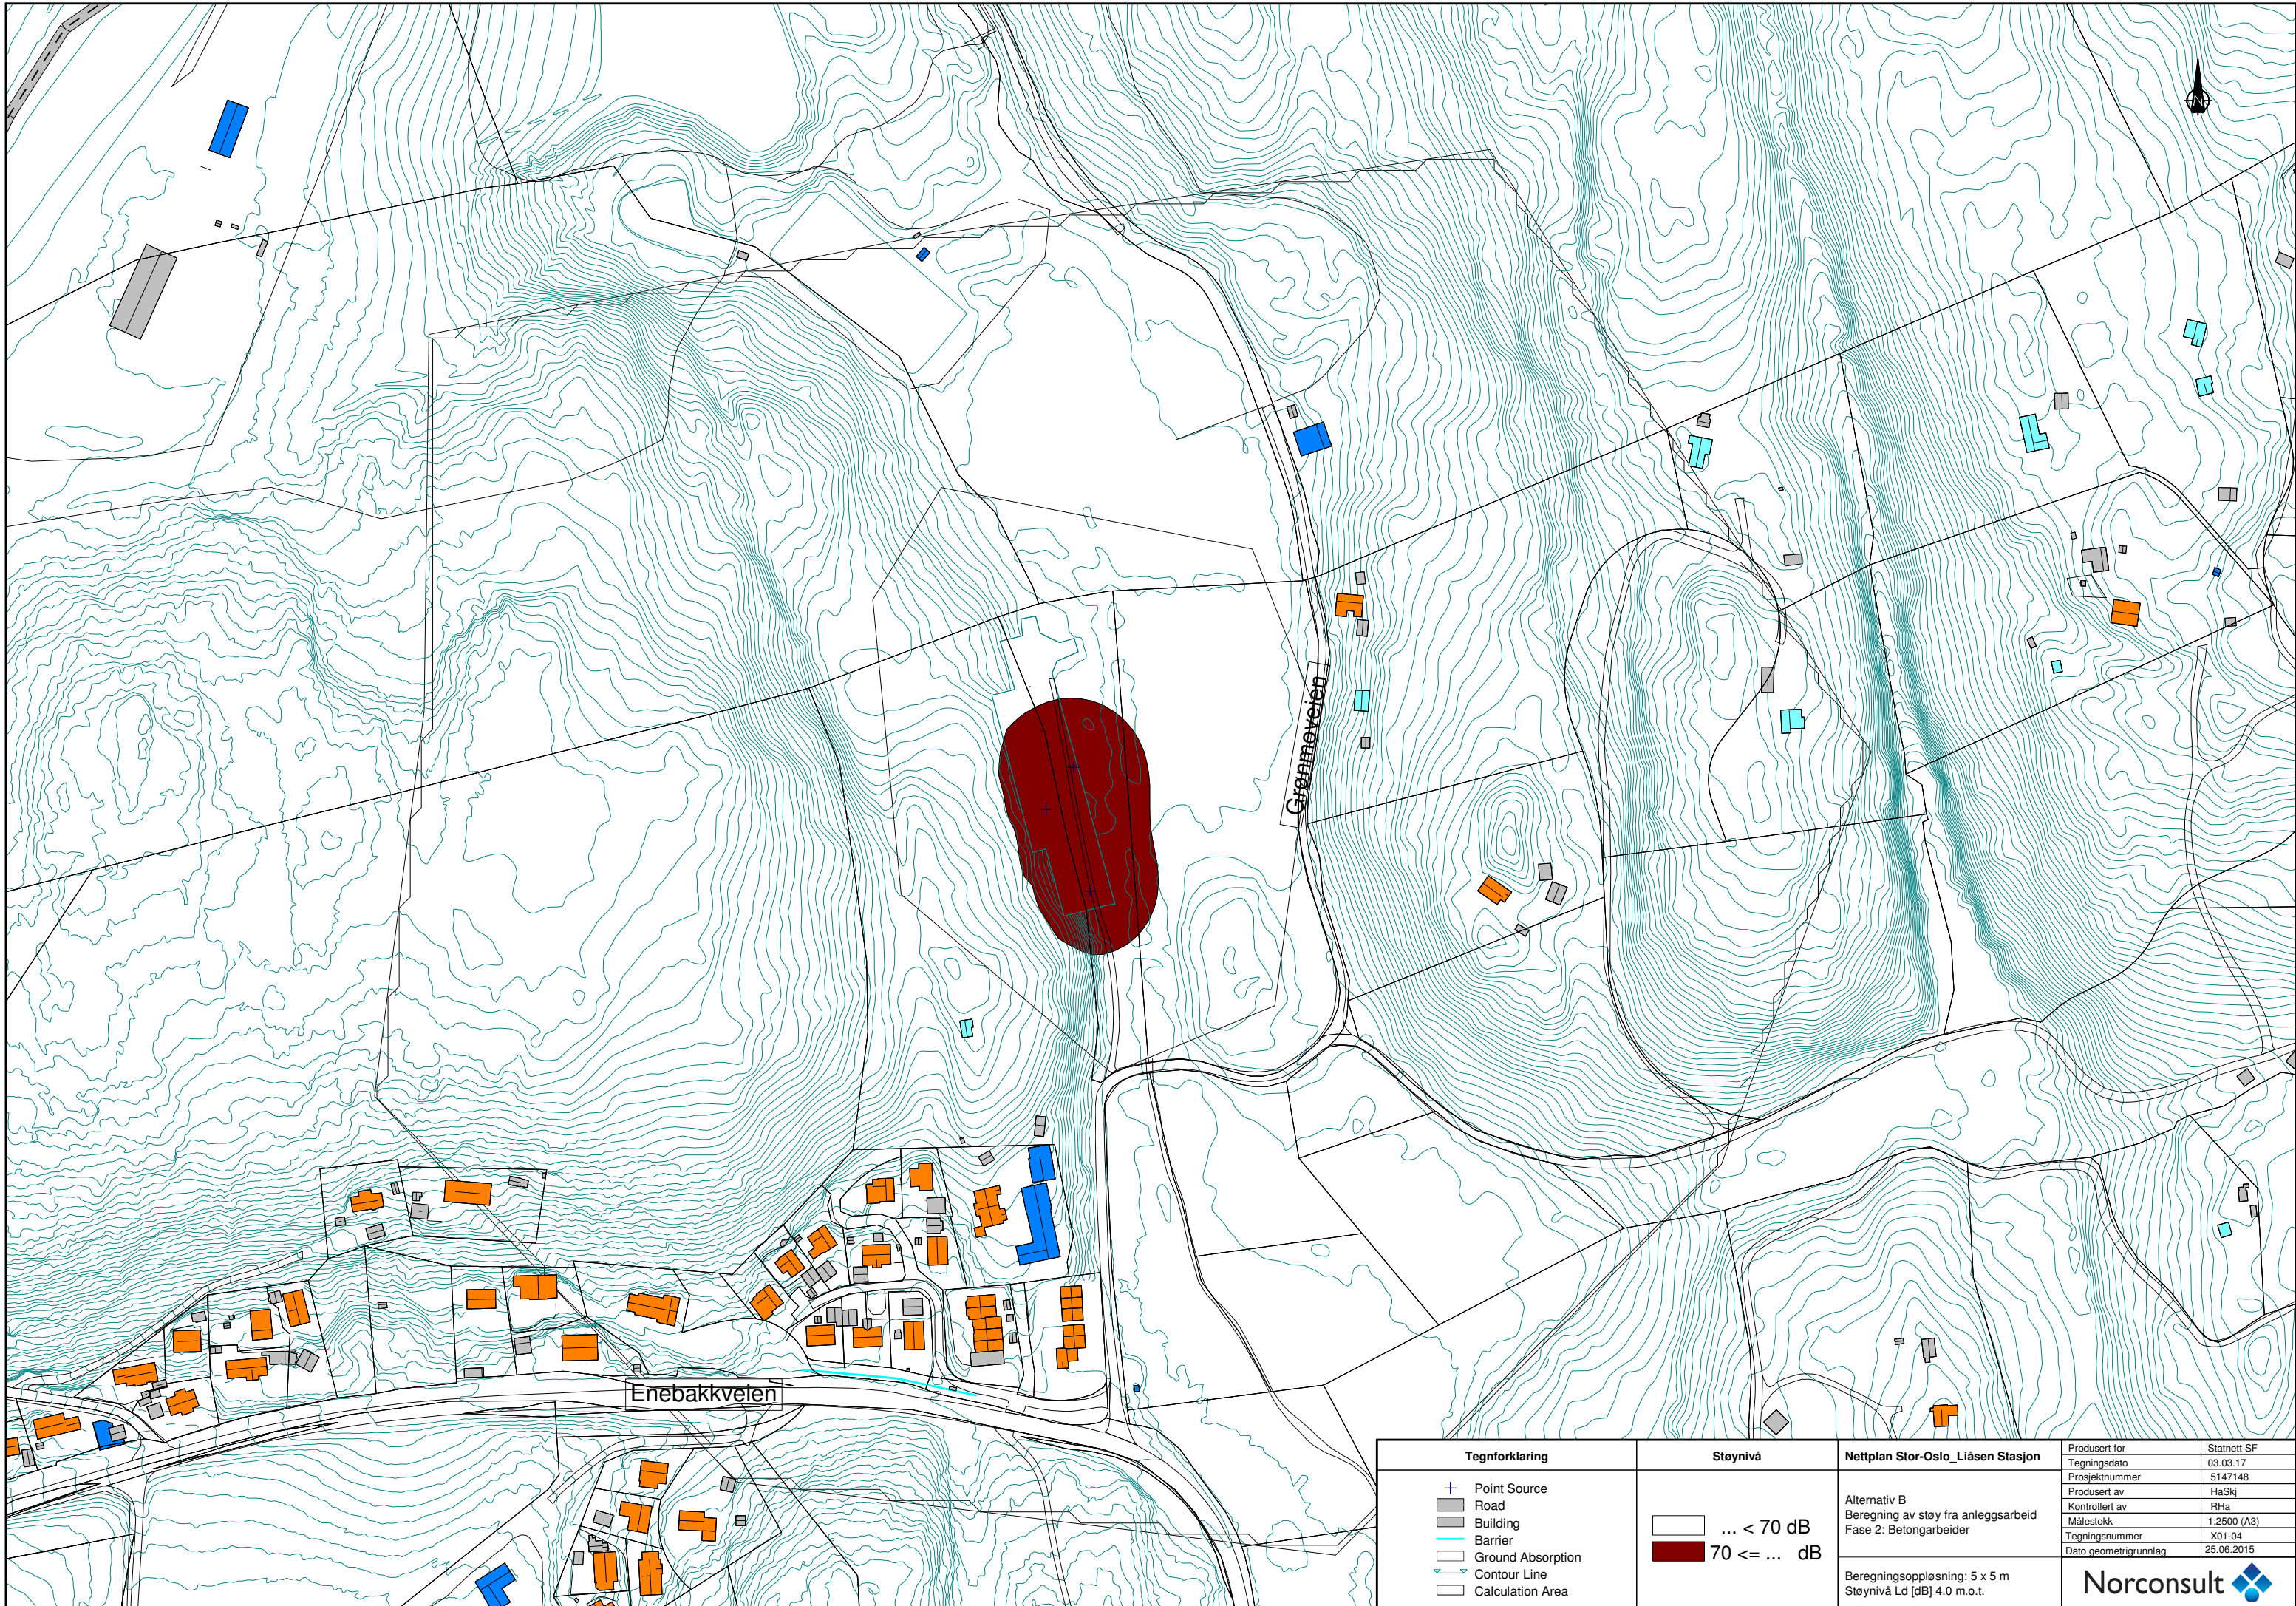 N
Grønmoveien
Enebakkveien
Tegnforklaring
Point Source
Road
Building
Barrier
Ground Absorption
Contour Line
Calculation Area
Støynivå
... < 70 dB
70 <= ... dB
Nettplan Stor-Oslo_Liåsen Stasjon
Alternativ B
Beregning av støy fra anleggsarbeid
Fase 2: Betongarbeider
Beregningsoppløsning: 5 x 5 m
Støynivå Ld [dB] 4.0 m.o.t.
Produsert for Statnett SF
Tegningsdato 03.03.17
Prosjektnummer 5147148
Produsert av HaSkj
Kontrollert av RHa
Målestokk 1:2500 (A3)
Tegningsnummer X01-04
Dato geometrigrunnlag 25.06.2015
Norconsult